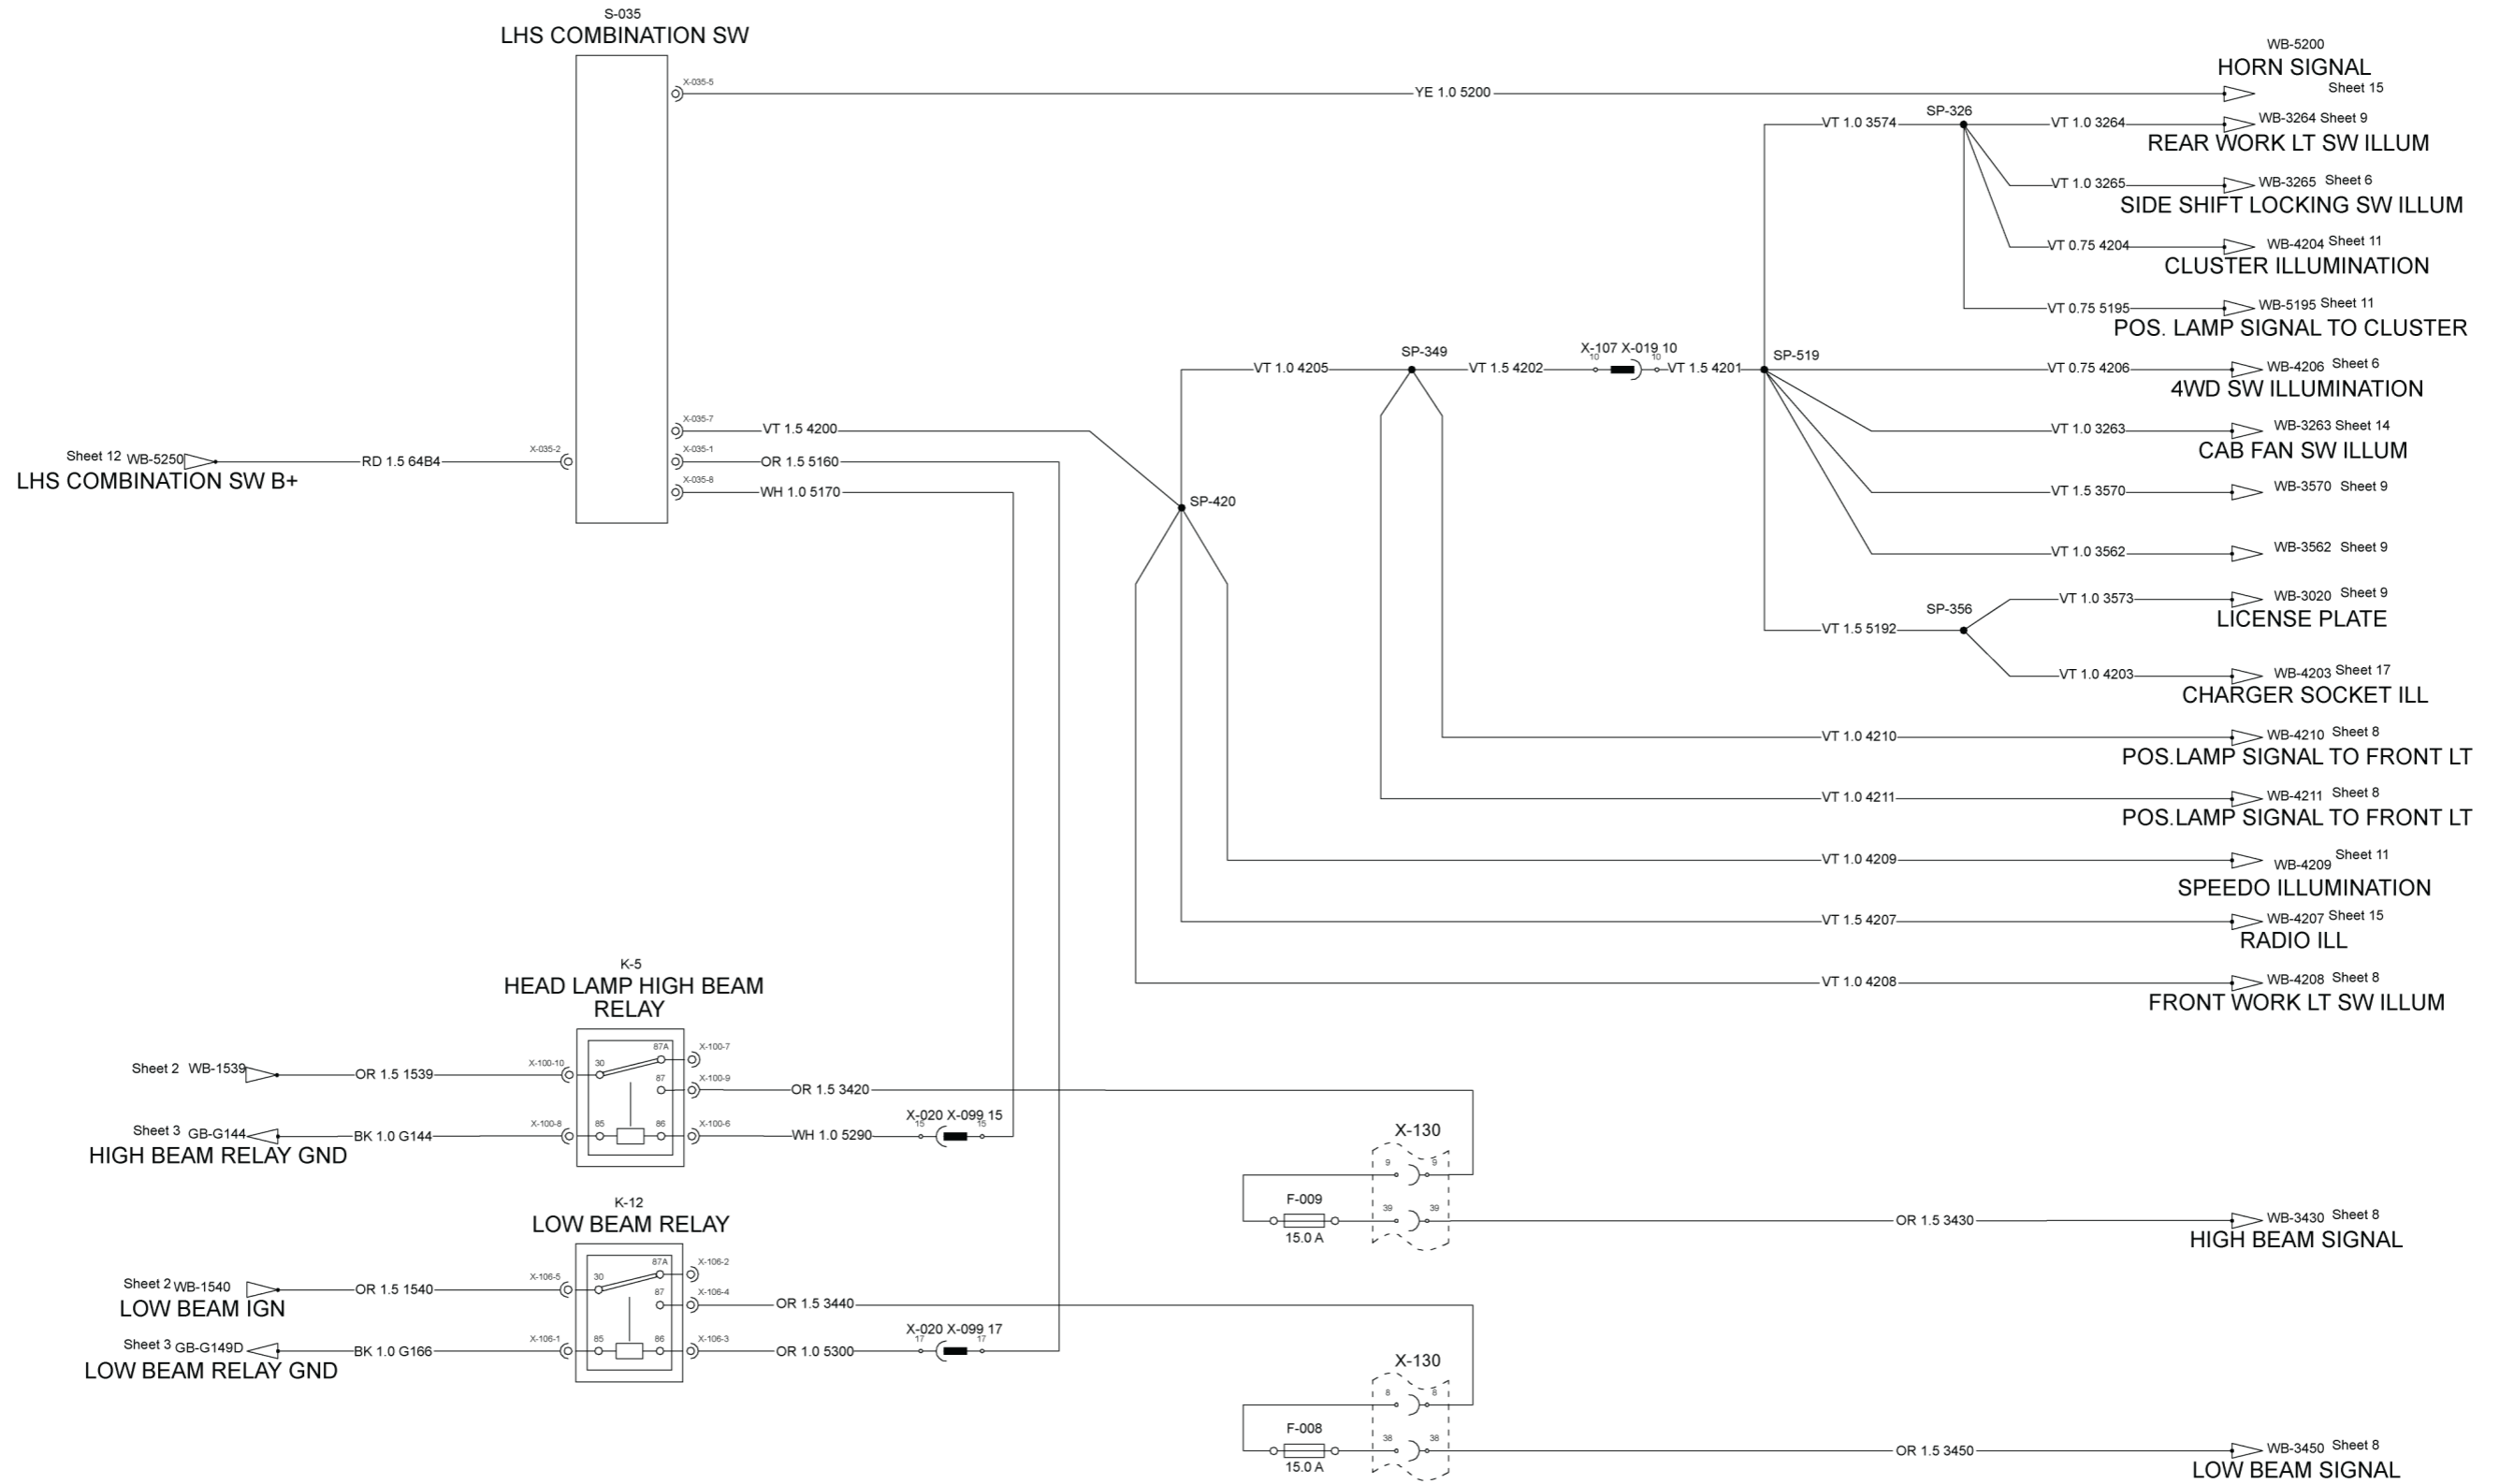 S-035
LHS COMBINATION SW
X-035-5
YE 1.0 5200
WB-5200
HORN SIGNAL
Sheet 15
VT 1.0 3574
SP-326
VT 1.0 3264
WB-3264 Sheet 9
REAR WORK LT SW ILLUM
VT 1.0 3265
WB-3265 Sheet 6
SIDE SHIFT LOCKING SW ILLUM
VT 0.75 4204
WB-4204 Sheet 11
CLUSTER ILLUMINATION
VT 0.75 5195
WB-5195 Sheet 11
POS. LAMP SIGNAL TO CLUSTER
VT 1.0 4205
SP-349
VT 1.5 4202
X-107 X-019 10
10 10
VT 1.5 4201
SP-519
VT 0.75 4206
WB-4206 Sheet 6
4WD SW ILLUMINATION
X-035-7
VT 1.5 4200
VT 1.0 3263
WB-3263 Sheet 14
CAB FAN SW ILLUM
Sheet 12 WB-5250
LHS COMBINATION SW B+
RD 1.5 64B4
X-035-2
X-035-1
OR 1.5 5160
X-035-8
WH 1.0 5170
SP-420
VT 1.5 3570
WB-3570 Sheet 9
VT 1.0 3562
WB-3562 Sheet 9
VT 1.5 5192
SP-356
VT 1.0 3573
WB-3020 Sheet 9
LICENSE PLATE
VT 1.0 4203
WB-4203 Sheet 17
CHARGER SOCKET ILL
VT 1.0 4210
WB-4210 Sheet 8
POS.LAMP SIGNAL TO FRONT LT
VT 1.0 4211
WB-4211 Sheet 8
POS.LAMP SIGNAL TO FRONT LT
VT 1.0 4209
WB-4209 Sheet 11
SPEEDO ILLUMINATION
VT 1.5 4207
WB-4207 Sheet 15
RADIO ILL
VT 1.0 4208
WB-4208 Sheet 8
FRONT WORK LT SW ILLUM
K-5
HEAD LAMP HIGH BEAM
RELAY
Sheet 2 WB-1539
OR 1.5 1539
X-100-10
30
87A
X-100-7
87
X-100-9
OR 1.5 3420
Sheet 3 GB-G144
HIGH BEAM RELAY GND
BK 1.0 G144
X-100-8
85
86
X-100-6
WH 1.0 5290
X-020 X-099 15
15 15
X-130
9 9
F-009
15.0 A
39 39
OR 1.5 3430
WB-3430 Sheet 8
HIGH BEAM SIGNAL
K-12
LOW BEAM RELAY
Sheet 2 WB-1540
LOW BEAM IGN
OR 1.5 1540
X-106-5
30
87A
X-106-2
87
X-106-4
OR 1.5 3440
Sheet 3 GB-G149D
LOW BEAM RELAY GND
BK 1.0 G166
X-106-1
85
86
X-106-3
OR 1.0 5300
X-020 X-099 17
17 17
X-130
8 8
F-008
15.0 A
38 38
OR 1.5 3450
WB-3450 Sheet 8
LOW BEAM SIGNAL